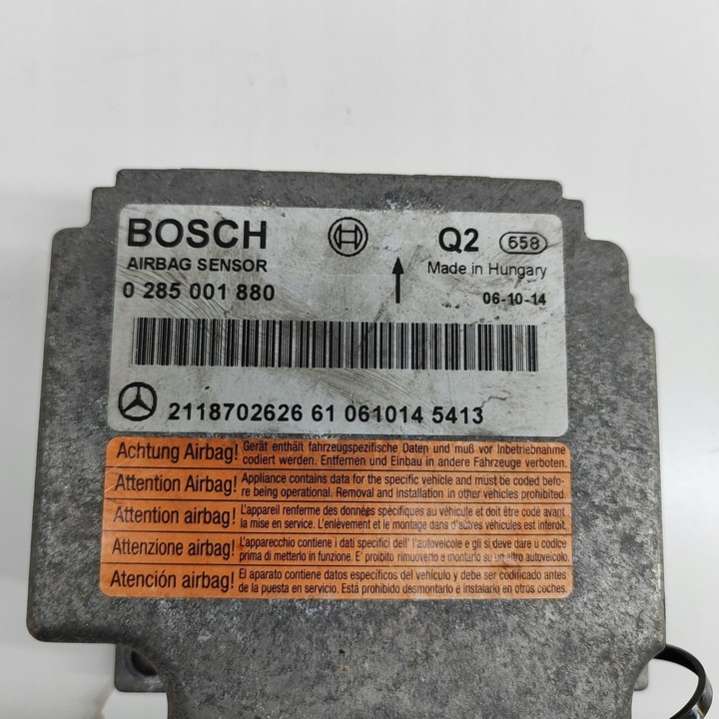 BOSCH
Q2 658
AIRBAG SENSOR
Made in Hungary
0 285 001 880
06-10-14
2118702626 61 061014 5413
Achtung Airbag! Gerät enthält fahrzeugspezifische Daten und muß vor Inbetriebnahme
codiert werden. Entfernen und Einbau in andere Fahrzeuge verboten.
Attention Airbag! Appliance contains data for the specific vehicle and must be coded befo-
re being operational. Removal and installation in other vehicles prohibited.
Attention airbag! L'appareil renferme des données spécifiques au véhicule et doit être codé avant
la mise en service. L'enlèvement et le montage dans d'autres véhicules est interdit.
Attenzione airbag! L'apparecchio contiene i dati specifici dell' l'autoveicolo e gli si deve dare u codice
prima di metterlo in funzione. E' proibito rimuoverlo e montarlo su un altro autoveicolo.
Atención airbag! El aparato contiene datos específicos del vehículo y debe ser codificado antes
de la puesta en servicio. Está prohibido desmontarlo e instalarlo en otros coches.